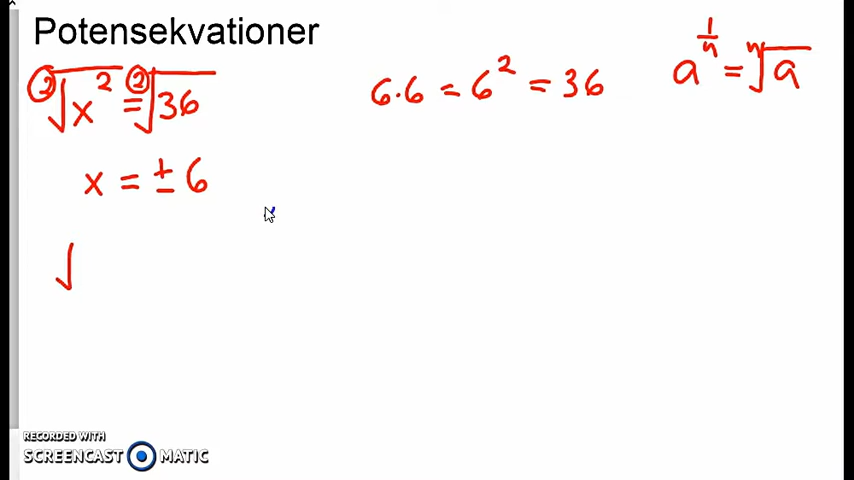 Potensekvationer
²√x² = ²√36
6·6 = 6² = 36
a^(1/n) = ⁿ√a
x = ± 6
√
RECORDED WITH
SCREENCAST MATIC